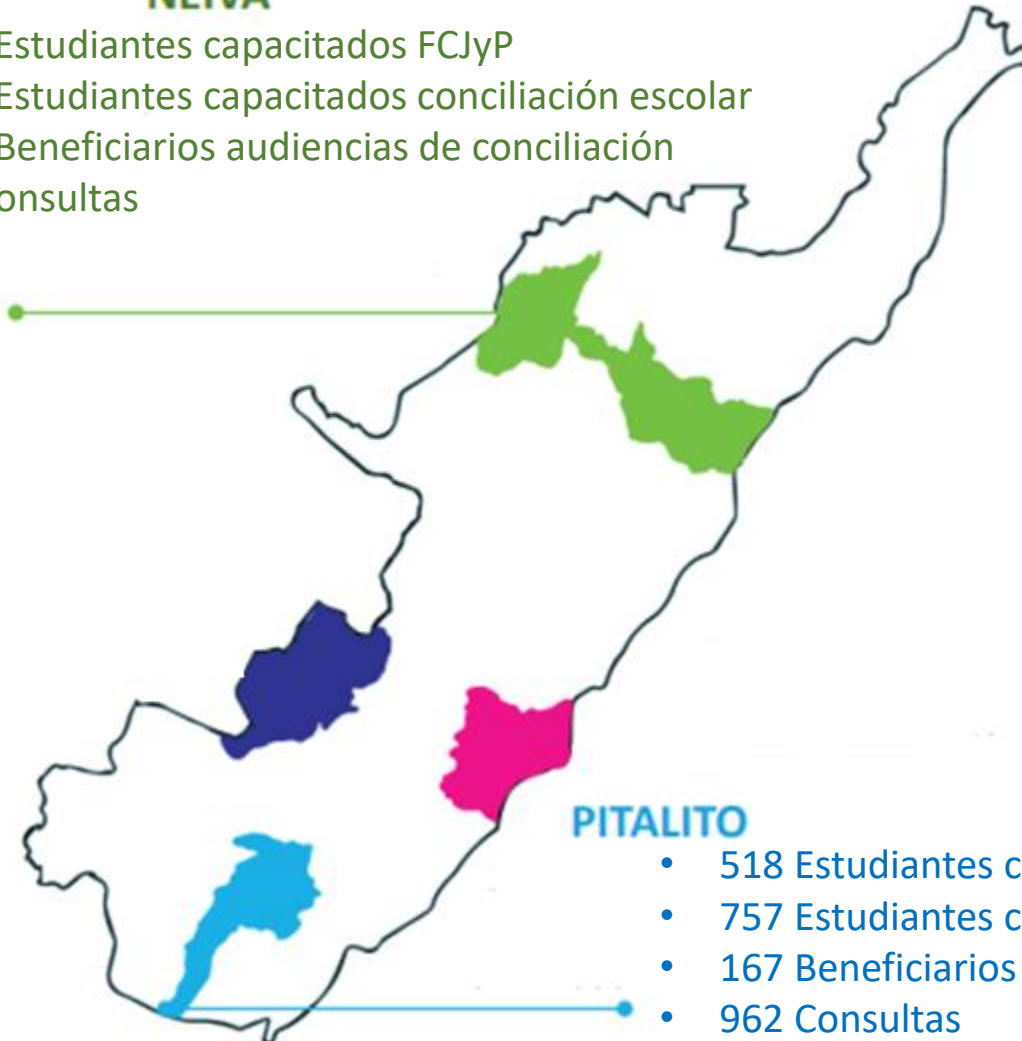 NEIVA
Estudiantes capacitados FCJyP
Estudiantes capacitados conciliación escolar
Beneficiarios audiencias de conciliación
onsultas
PITALITO
• 518 Estudiantes c
• 757 Estudiantes c
• 167 Beneficiarios
• 962 Consultas